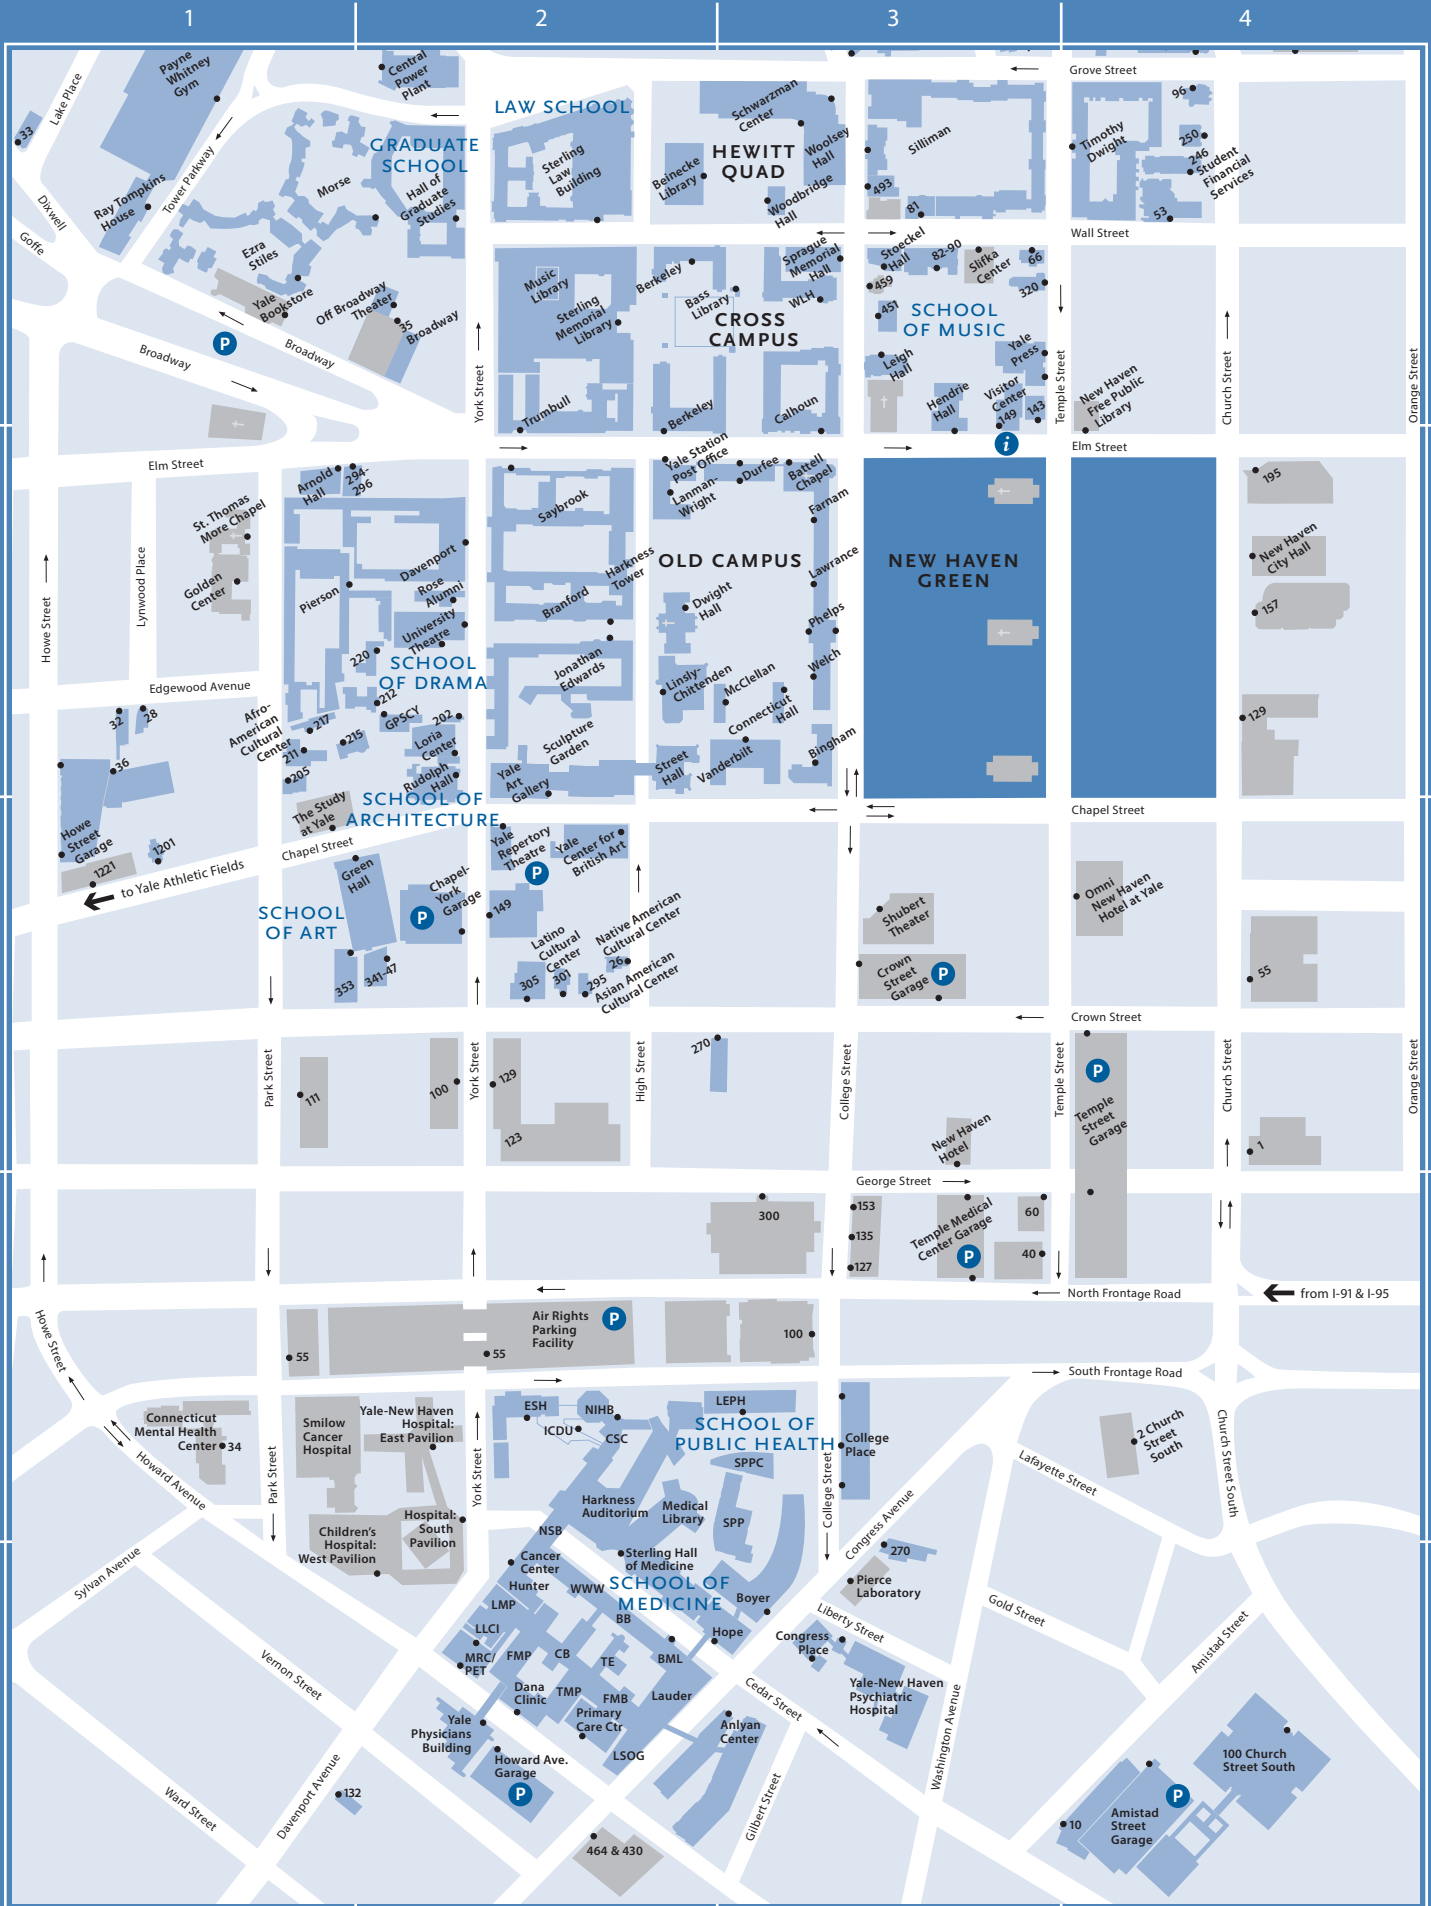 1
2
3
4
Payne
Whitney
Gym
Central
Power
Plant
Lake Place
33
Grove Street
LAW SCHOOL
GRADUATE
SCHOOL
Sterling
Law
Building
Schwarzman
Center
Woolsey
Hall
HEWITT
QUAD
Beinecke
Library
Woodbridge
Hall
Silliman
493
81
Timothy
Dwight
96
250
246
Student
Financial
Services
53
Tower Parkway
Ray Tompkins
House
Morse
Hall of
Graduate
Studies
Dixwell
Goffe
Ezra
Stiles
Wall Street
Yale
Bookstore
Off Broadway
Theater
35
Broadway
P
Broadway
Broadway
York Street
Music
Library
Sterling
Memorial
Library
Berkeley
Bass
Library
Sprague
Memorial
Hall
WLH
CROSS
CAMPUS
Stoeckel
Hall
82-90
Slifka
Center
66
459
451
320
SCHOOL
OF MUSIC
Leigh
Hall
Yale
Press
Hendrie
Hall
Visitor
Center
149
143
i
Temple Street
New Haven
Free Public
Library
Church Street
Orange Street
Trumbull
Berkeley
Calhoun
Elm Street
Elm Street
Arnold
Hall
294-
296
St. Thomas
More Chapel
Golden
Center
Lynwood Place
Howe Street
Pierson
Davenport
Rose
Alumni
University
Theatre
220
SCHOOL
OF DRAMA
Saybrook
Branford
Harkness
Tower
Jonathan
Edwards
Yale Station
Post Office
Lanman-
Wright
Durfee
Battell
Chapel
Farnam
OLD CAMPUS
Lawrance
Dwight
Hall
Phelps
Linsly-
Chittenden
McClellan
Welch
Connecticut
Hall
Bingham
Street
Hall
Vanderbilt
NEW HAVEN
GREEN
195
New Haven
City Hall
157
129
Edgewood Avenue
32
28
36
Afro-
American
Cultural
Center
217
211
205
215
212
GPSCY
202
Loria
Center
Rudolph
Hall
Sculpture
Garden
Yale
Art
Gallery
SCHOOL OF
ARCHITECTURE
The Study
at Yale
Chapel Street
Chapel Street
Howe
Street
Garage
1201
1221
to Yale Athletic Fields
Green
Hall
Chapel-
York
Garage
P
SCHOOL
OF ART
353
341-47
Yale
Repertory
Theatre
P
Yale
Center for
British Art
149
Latino
Cultural
Center
305
301
295
26
Native American
Cultural Center
Asian American
Cultural Center
Shubert
Theater
Crown
Street
Garage
P
Omni
New Haven
Hotel at Yale
55
Crown Street
Park Street
York Street
High Street
College Street
Temple Street
Church Street
Orange Street
111
100
129
123
270
New Haven
Hotel
P
Temple
Street
Garage
1
George Street
300
153
135
127
Temple Medical
Center Garage
P
60
40
North Frontage Road
from I-91 & I-95
Howe Street
55
55
Air Rights
Parking
Facility
P
100
South Frontage Road
Connecticut
Mental Health
Center
34
Howard Avenue
Park Street
Smilow
Cancer
Hospital
Yale-New Haven
Hospital:
East Pavilion
Children's
Hospital:
West Pavilion
Hospital:
South
Pavilion
York Street
ESH
NIHB
ICDU
CSC
LEPH
SCHOOL OF
PUBLIC HEALTH
SPPC
Harkness
Auditorium
Medical
Library
SPP
College Street
College
Place
Congress Avenue
Lafayette Street
2 Church
Street
South
Church Street South
NSB
Cancer
Center
Sterling Hall
of Medicine
SCHOOL OF
MEDICINE
Hunter
WWW
LMP
BB
Boyer
LLCI
Hope
MRC/
PET
FMP
CB
TE
BML
Dana
Clinic
TMP
FMB
Lauder
Primary
Care Ctr
LSOG
Yale
Physicians
Building
Howard Ave.
Garage
P
270
Pierce
Laboratory
Liberty Street
Congress
Place
Yale-New Haven
Psychiatric
Hospital
Gold Street
Amistad Street
Cedar Street
Anlyan
Center
Washington Avenue
Gilbert Street
Sylvan Avenue
Vernon Street
Ward Street
Davenport Avenue
132
464 & 430
100 Church
Street South
P
Amistad
Street
Garage
10